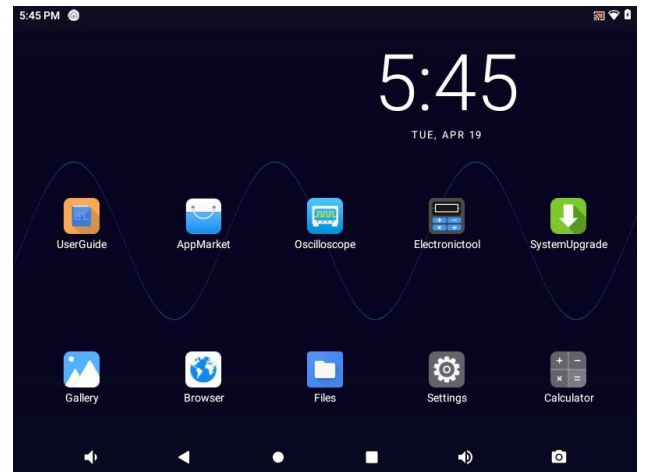 5:45 PM
5:45
TUE, APR 19
UserGuide
AppMarket
Oscilloscope
Electronictool
SystemUpgrade
Gallery
Browser
Files
Settings
Calculator